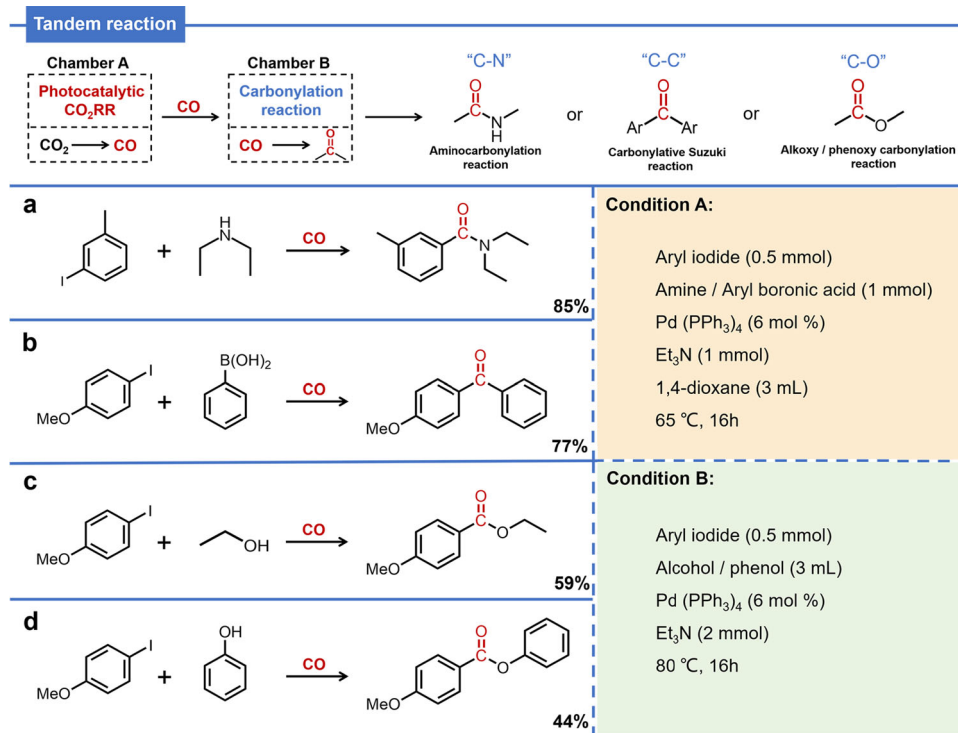 Tandem reaction
Chamber A
Photocatalytic
CO₂RR
CO₂ → CO
CO
Chamber B
Carbonylation
reaction
CO →
O
"C-N"
O
C
N
H
Aminocarbonylation
reaction
or
"C-C"
O
Ar C Ar
Carbonylative Suzuki
reaction
or
"C-O"
O
C
O
Alkoxy / phenoxy carbonylation
reaction
a
I
+
H
N
CO
O
C
N
85%
b
I
MeO
+
B(OH)₂
CO
O
C
MeO
77%
c
I
MeO
+
OH
CO
O
C
O
MeO
59%
d
I
MeO
+
OH
CO
O
C
O
MeO
44%
Condition A:
Aryl iodide (0.5 mmol)
Amine / Aryl boronic acid (1 mmol)
Pd (PPh₃)₄ (6 mol %)
Et₃N (1 mmol)
1,4-dioxane (3 mL)
65 ℃, 16h
Condition B:
Aryl iodide (0.5 mmol)
Alcohol / phenol (3 mL)
Pd (PPh₃)₄ (6 mol %)
Et₃N (2 mmol)
80 ℃, 16h